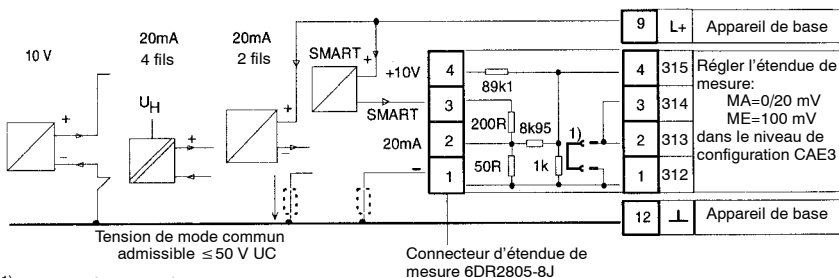 10 V
20mA
4 fils
20mA
2 fils
SMART
+
+10V
SMART
20mA
UH
+
−
+
−
+
−
−
4
3
2
1
89k1
200R
8k95
50R
1k
1)
9 L+ Appareil de base
4 315
3 314
2 313
1 312
Régler l'étendue de
mesure:
MA=0/20 mV
ME=100 mV
dans le niveau de
configuration CAE3
12 ⊥ Appareil de base
Tension de mode commun
admissible ≤ 50 V UC
Connecteur d'étendue de
mesure 6DR2805-8J
1)